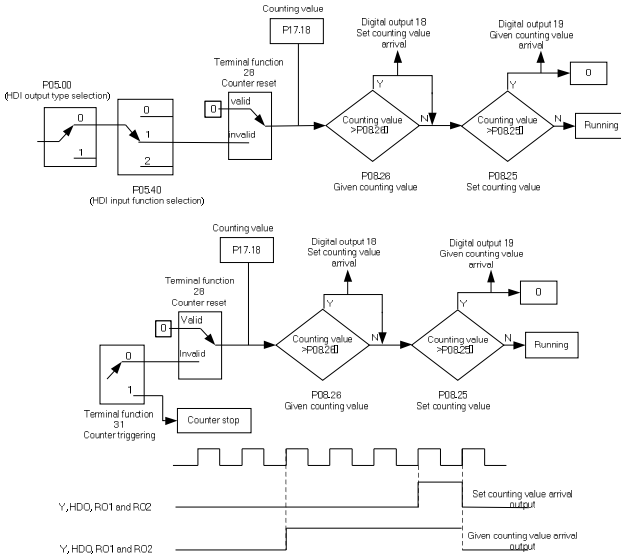 Counting value
P17.18
Digital output 18
Set counting value
arrival
Digital output 19
Given counting value
arrival
Terminal function
28
Counter reset
0
valid
invalid
Y
Counting value
>P08.26
N
Y
Counting value
>P08.25
N
0
Running
P05.00
(HDI output type selection)
0
1
0
1
2
P05.40
(HDI input function selection)
P08.26
Given counting value
P08.25
Set counting value
Counting value
P17.18
Digital output 18
Set counting value
arrival
Digital output 19
Given counting value
arrival
Terminal function
28
Counter reset
0
Valid
Invalid
Y
Counting value
>P08.26
N
Y
Counting value
>P08.25
N
0
Running
0
1
Terminal function
31
Counter triggering
Counter stop
P08.26
Given counting value
P08.25
Set counting value
Y, HDO, RO1 and RO2
Set counting value arrival
output
Y, HDO, RO1 and RO2
Given counting value arrival
output